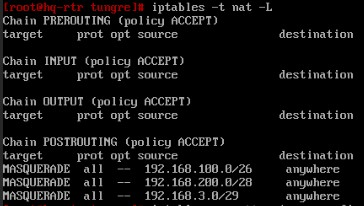 [root@hq-rtr tungre]# iptables -t nat -L
Chain PREROUTING (policy ACCEPT)
target prot opt source destination
Chain INPUT (policy ACCEPT)
target prot opt source destination
Chain OUTPUT (policy ACCEPT)
target prot opt source destination
Chain POSTROUTING (policy ACCEPT)
target prot opt source destination
MASQUERADE all -- 192.168.100.0/26 anywhere
MASQUERADE all -- 192.168.200.0/28 anywhere
MASQUERADE all -- 192.168.3.0/29 anywhere